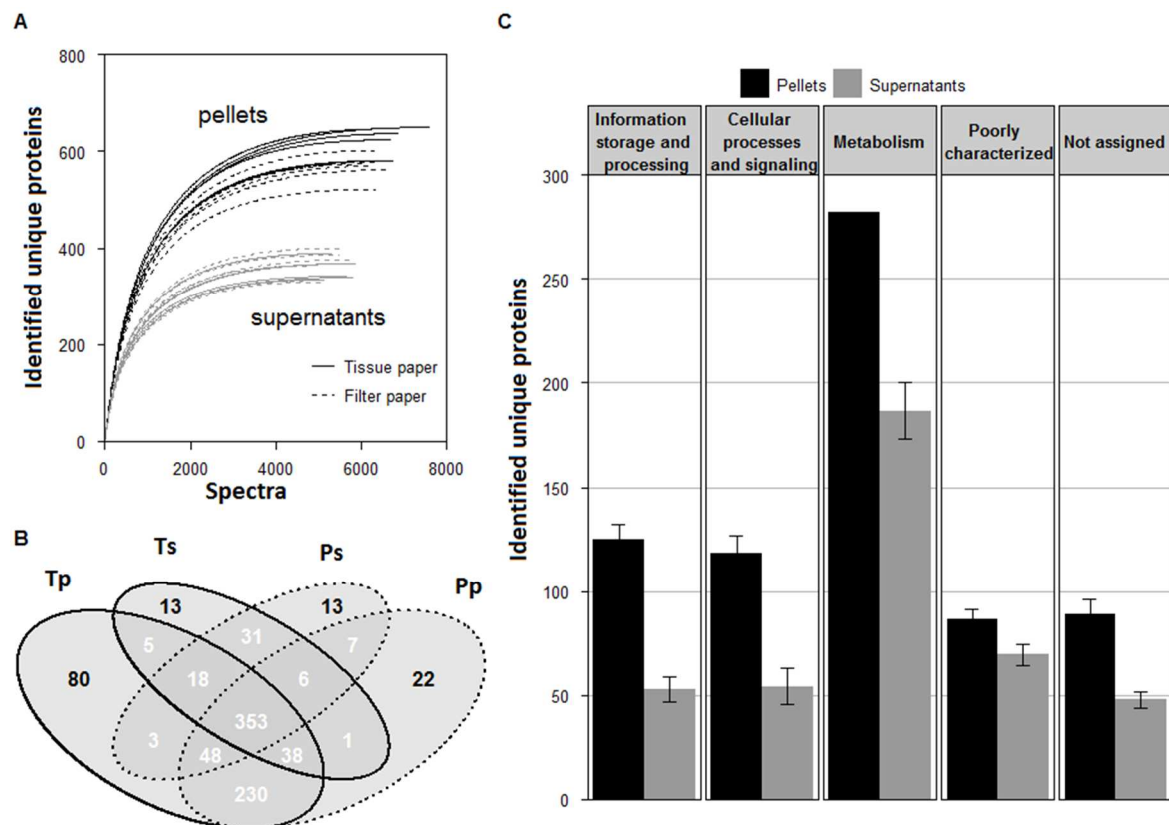 A
800
600
400
200
0
Identified unique proteins
pellets
supernatants
Tissue paper
Filter paper
0 2000 4000 6000 8000
Spectra
B
Tp
Ts
Ps
Pp
13
13
5
31
7
80
18
6
22
353
3
48
38
1
230
C
Pellets Supernatants
Information
storage and
processing
Cellular
processes
and signaling
Metabolism
Poorly
characterized
Not assigned
300
250
200
150
100
50
0
Identified unique proteins